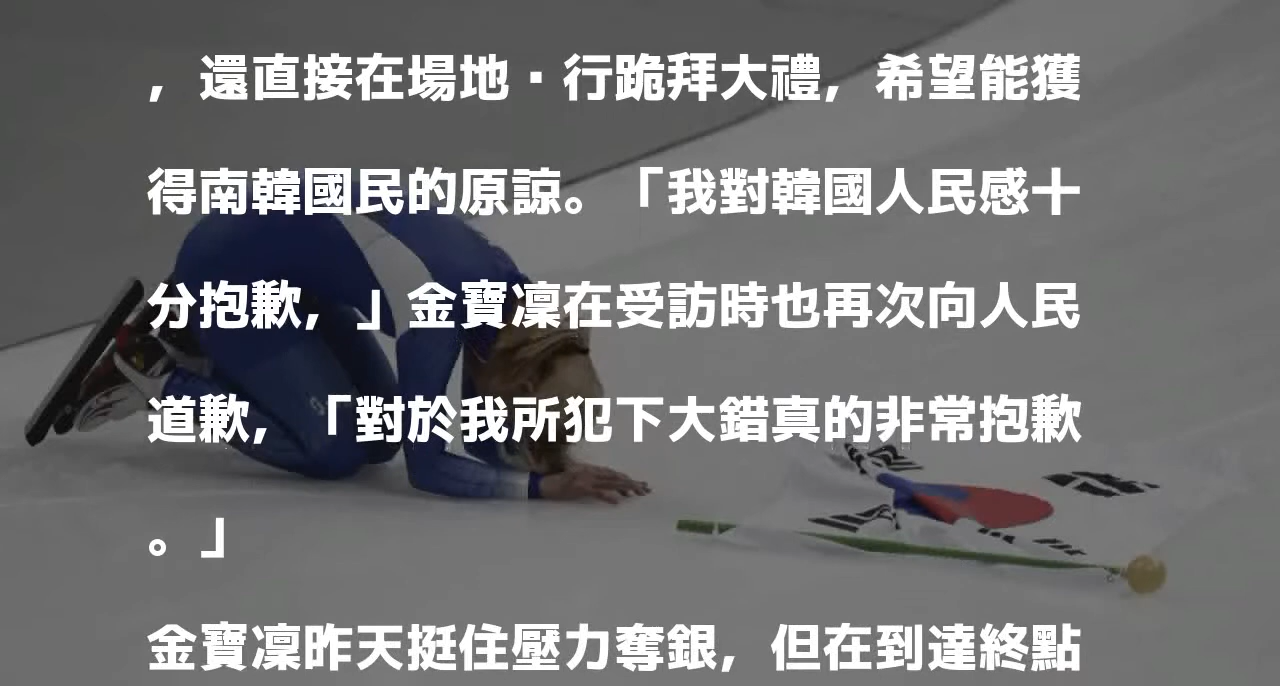 ，還直接在場地·行跪拜大禮，希望能獲
得南韓國民的原諒。「我對韓國人民感十
分抱歉，」金寶凜在受訪時也再次向人民
道歉，「對於我所犯下大錯真的非常抱歉
。」
金寶凜昨天挺住壓力奪銀，但在到達終點